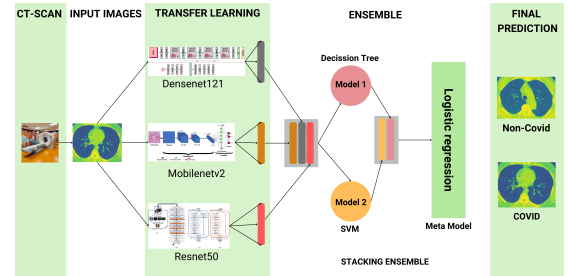 CT-SCAN
INPUT IMAGES
TRANSFER LEARNING
ENSEMBLE
FINAL
PREDICTION
Densenet121
Mobilenetv2
Resnet50
Decission Tree
Model 1
Model 2
SVM
Logistic regression
Meta Model
STACKING ENSEMBLE
Non-Covid
COVID